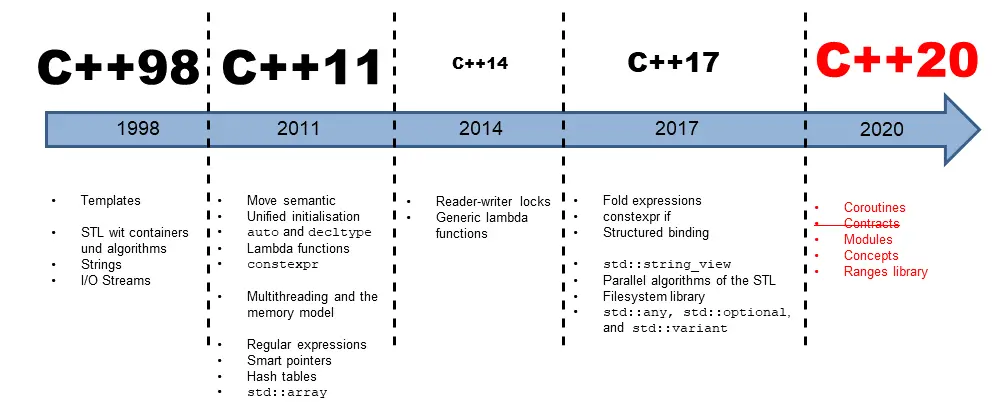 C++98
C++11
C++14
C++17
C++20
1998
2011
2014
2017
2020
• Templates
• STL wit containers
und algorithms
• Strings
• I/O Streams
• Move semantic
• Unified initialisation
• auto and decltype
• Lambda functions
• constexpr
• Multithreading and the
memory model
• Regular expressions
• Smart pointers
• Hash tables
• std::array
• Reader-writer locks
• Generic lambda
functions
• Fold expressions
• constexpr if
• Structured binding
• std::string_view
• Parallel algorithms of the STL
• Filesystem library
• std::any, std::optional,
and std::variant
• Coroutines
• Contracts
• Modules
• Concepts
• Ranges library